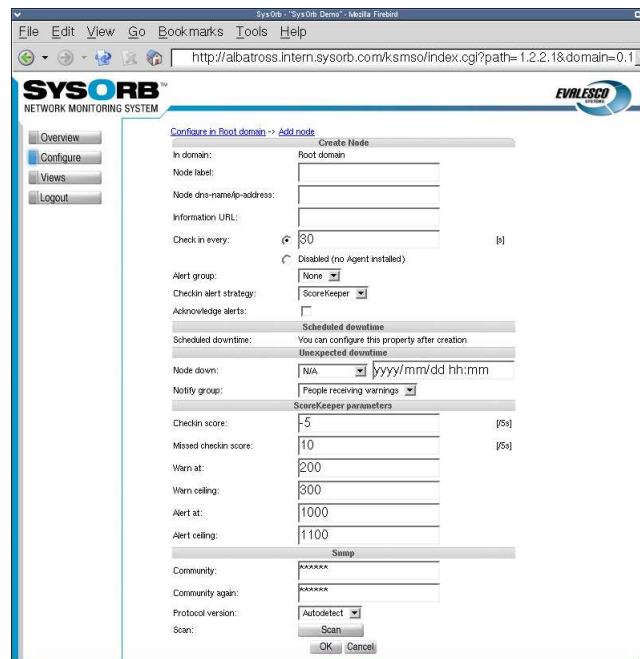 SysOrb - "SysOrb Demo" - Mozilla Firebird
File Edit View Go Bookmarks Tools Help
http://albatross.intern.sysorb.com/ksmso/index.cgi?path=1.2.2.1&domain=0.1
SYSORB™
NETWORK MONITORING SYSTEM
EVALESCO
SYSTEMS
Overview
Configure
Views
Logout
Configure in Root domain -> Add node
Create Node
In domain: Root domain
Node label:
Node dns-name/ip-address:
Information URL:
Check in every: 30 [s]
Disabled (no Agent installed)
Alert group: None
Checkin alert strategy: ScoreKeeper
Acknowledge alerts:
Scheduled downtime
Scheduled downtime: You can configure this property after creation
Unexpected downtime
Node down: N/A yyyy/mm/dd hh:mm
Notify group: People receiving warnings
ScoreKeeper parameters
Checkin score: -5 [/5s]
Missed checkin score: 10 [/5s]
Warn at: 200
Warn ceiling: 300
Alert at: 1000
Alert ceiling: 1100
Snmp
Community: ******
Community again: ******
Protocol version: Autodetect
Scan: Scan
OK Cancel